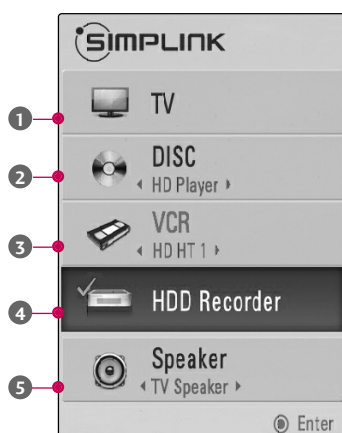 SIMPLINK
1 TV
2 DISC
◀ HD Player ▶
3 VCR
◀ HD HT 1 ▶
4 HDD Recorder
5 Speaker
◀ TV Speaker ▶
◉ Enter